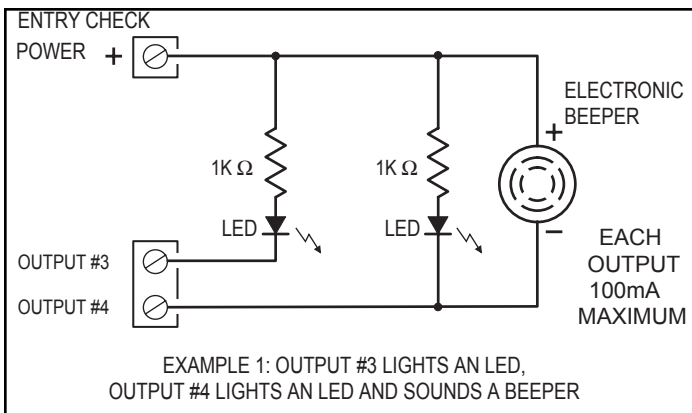 ENTRY CHECK
POWER +
ELECTRONIC
BEEPER
+
1K Ω
1K Ω
LED
LED
–
EACH
OUTPUT
100mA
MAXIMUM
OUTPUT #3
OUTPUT #4
EXAMPLE 1: OUTPUT #3 LIGHTS AN LED,
OUTPUT #4 LIGHTS AN LED AND SOUNDS A BEEPER